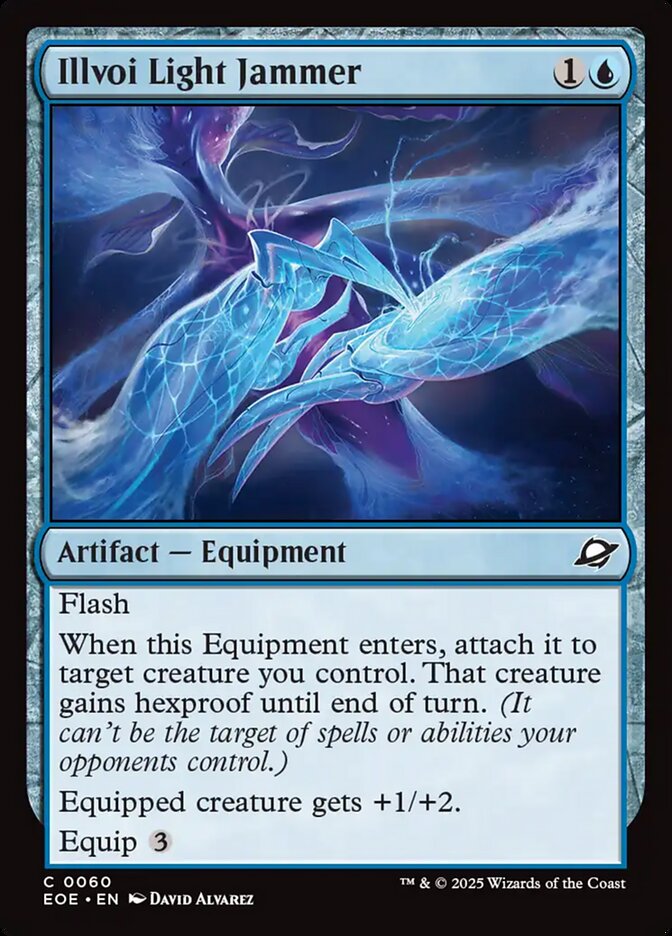 Illvoi Light Jammer 1
Artifact — Equipment
Flash
When this Equipment enters, attach it to
target creature you control. That creature
gains hexproof until end of turn. (It
can't be the target of spells or abilities your
opponents control.)
Equipped creature gets +1/+2.
Equip 3
C 0060
EOE • EN David Alvarez
™ & © 2025 Wizards of the Coast